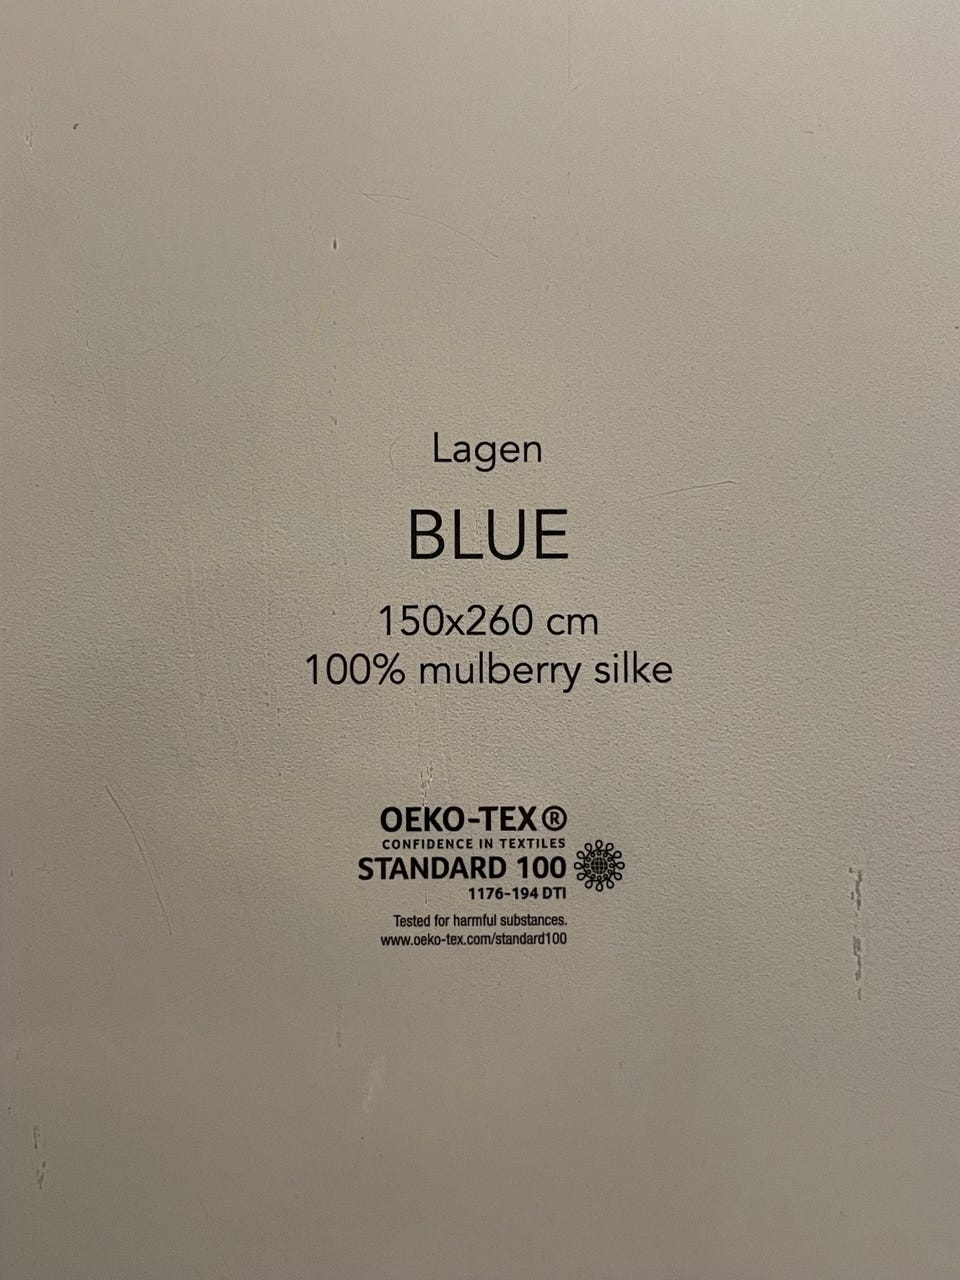 Lagen
BLUE
150x260 cm
100% mulberry silke
OEKO-TEX®
CONFIDENCE IN TEXTILES
STANDARD 100
1176-194 DTI
Tested for harmful substances.
www.oeko-tex.com/standard100